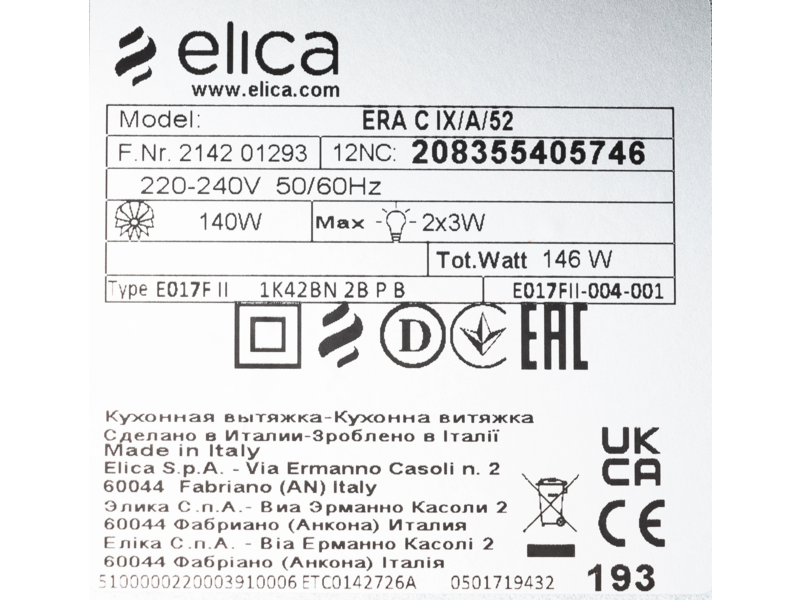 elica
www.elica.com
Model: ERA C IX/A/52
F.Nr. 2142 01293 12NC: 208355405746
220-240V 50/60Hz
140W Max 2x3W
Tot.Watt 146 W
Type E017F II 1K42BN 2B P B E017FII-004-001
D EAC
Кухонная вытяжка-Кухонна витяжка
Сделано в Италии-Зроблено в Італії
Made in Italy
Elica S.p.A. - Via Ermanno Casoli n. 2
60044 Fabriano (AN) Italy
Элика С.п.А.- Виа Эрманно Касоли 2
60044 Фабриано (Анкона) Италия
Еліка С.п.А. - Віа Ерманно Касолі 2
60044 Фабріано (Анкона) Італія
5100000220003910006 ETC0142726A 0501719432
UK
CA
CE
193